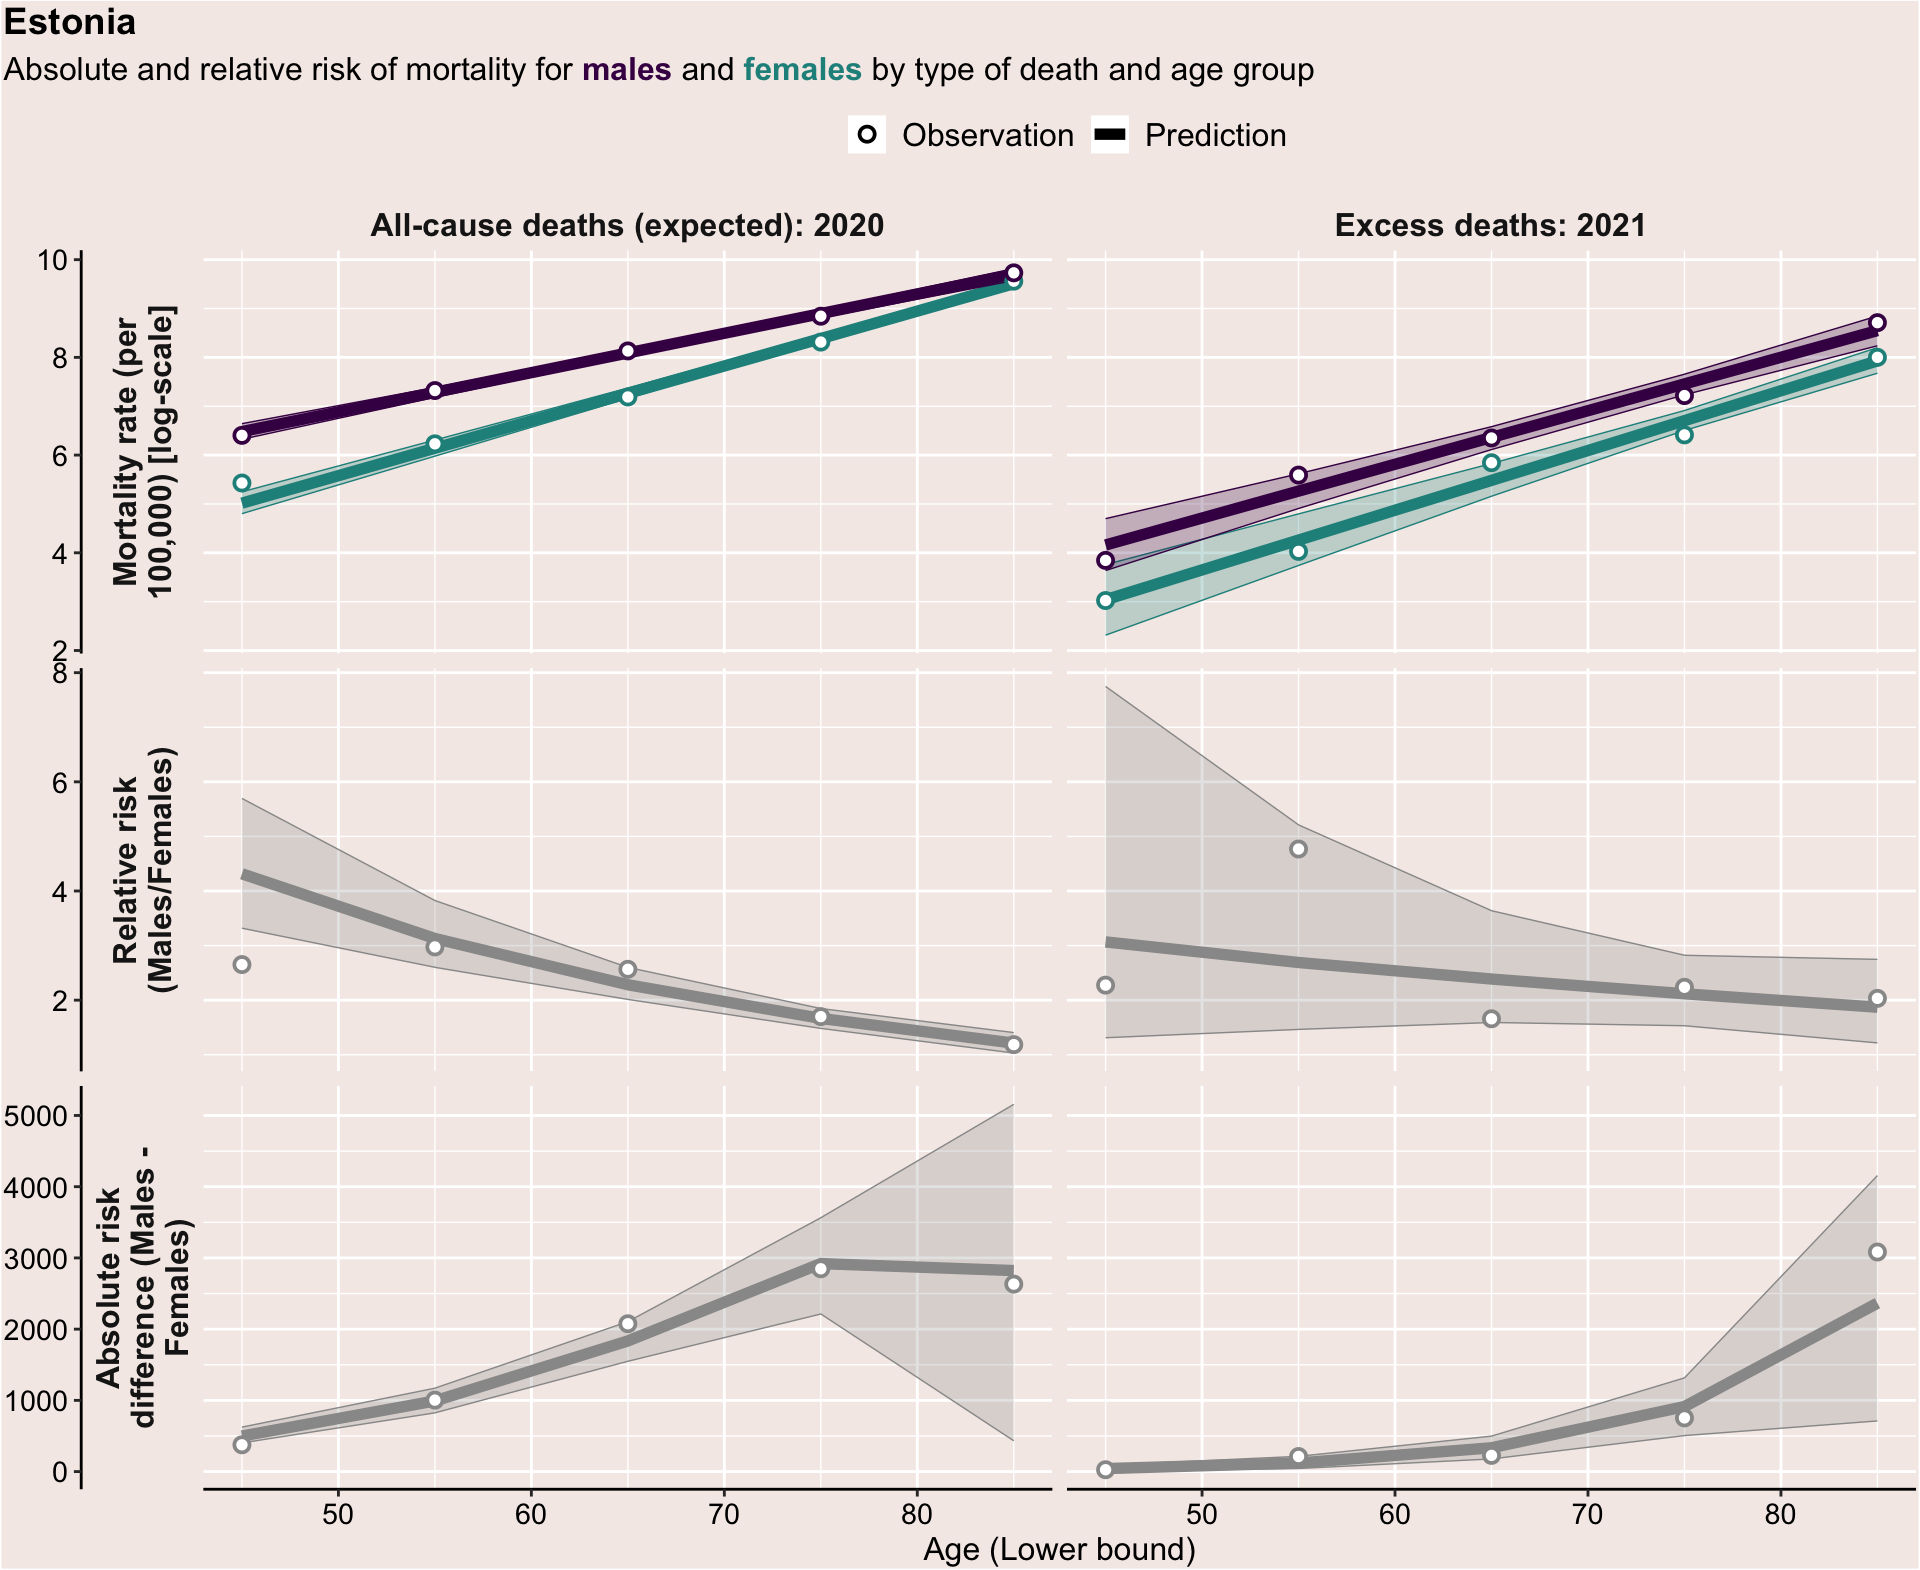 Estonia
Absolute and relative risk of mortality for males and females by type of death and age group
Observation Prediction
All-cause deaths (expected): 2020
Excess deaths: 2021
Mortality rate (per
100,000) [log-scale]
10
8
6
4
2
Relative risk
(Males/Females)
8
6
4
2
Absolute risk
difference (Males -
Females)
5000
4000
3000
2000
1000
0
50 60 70 80
50 60 70 80
Age (Lower bound)